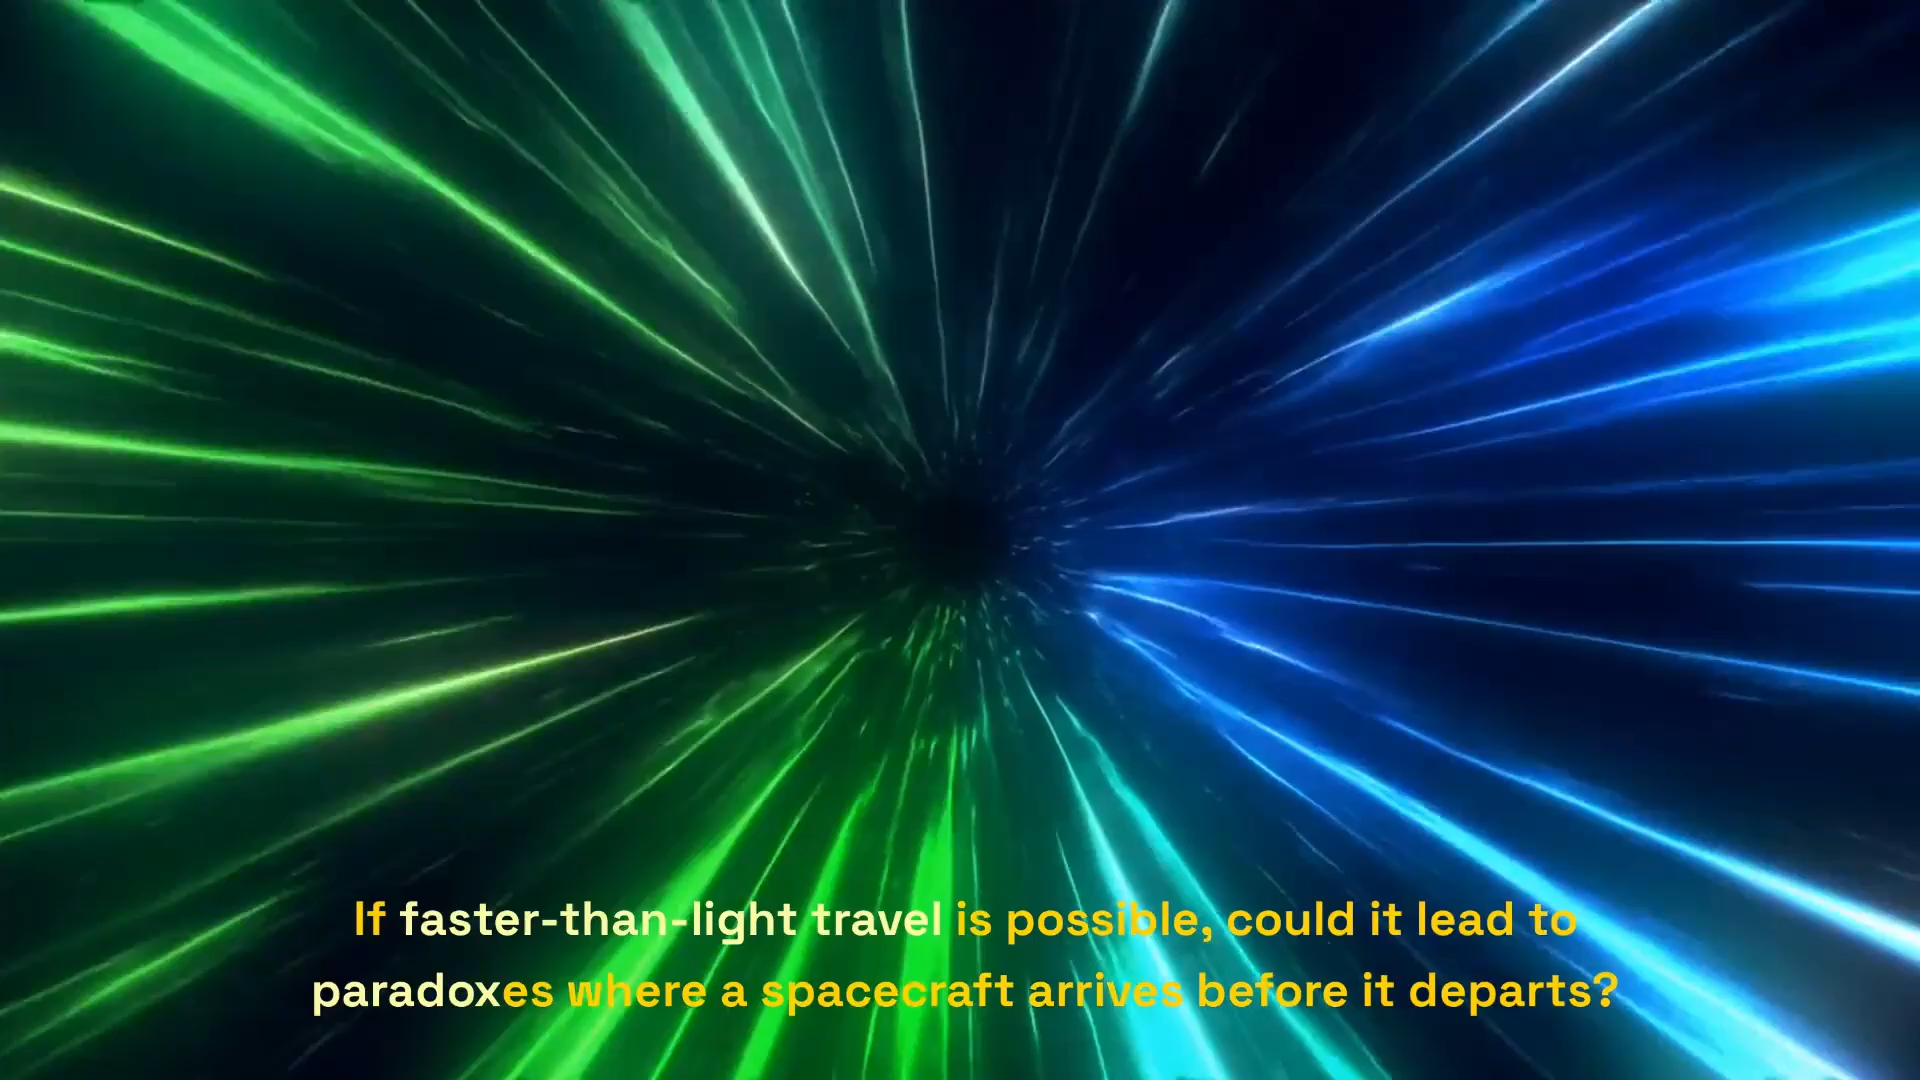 If faster-than-light travel is possible, could it lead to
paradoxes where a spacecraft arrives before it departs?